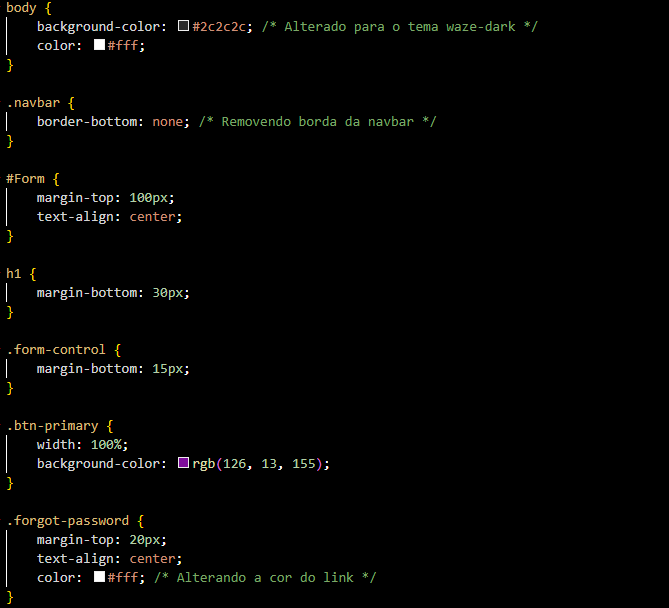 body {
    background-color: #2c2c2c; /* Alterado para o tema waze-dark */
    color: #fff;
}

.navbar {
    border-bottom: none; /* Removendo borda da navbar */
}

#Form {
    margin-top: 100px;
    text-align: center;
}

h1 {
    margin-bottom: 30px;
}

.form-control {
    margin-bottom: 15px;
}

.btn-primary {
    width: 100%;
    background-color: rgb(126, 13, 155);
}

.forgot-password {
    margin-top: 20px;
    text-align: center;
    color: #fff; /* Alterando a cor do link */
}